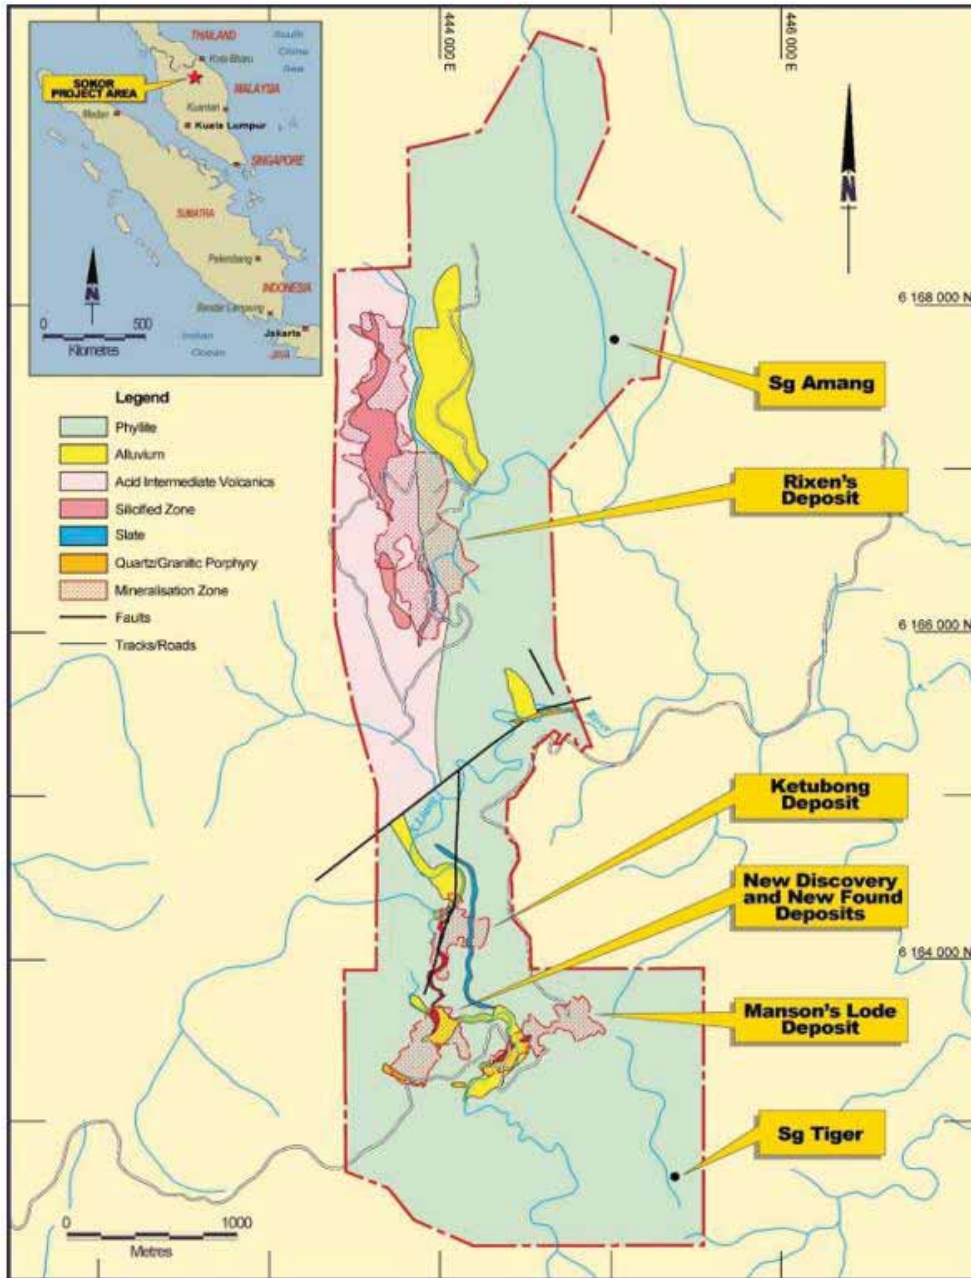 THAILAND
South
China
Sea
Kota Bharu
SOKOR
PROJECT AREA
MALAYSIA
Medan
Kuantan
Kuala Lumpur
SINGAPORE
SUMATRA
Palembang
INDONESIA
Bandar Lampung
Jakarta
JAVA
Indian
Ocean
N
0 500
Kilometres
444 000 E
446 000 E
N
6 168 000 N
Sg Amang
Legend
Phyllite
Alluvium
Acid Intermediate Volcanics
Silicified Zone
Slate
Quartz/Granitic Porphyry
Mineralisation Zone
Faults
Tracks/Roads
Rixen's
Deposit
6 166 000 N
River
Ketubong
Deposit
New Discovery
and New Found
Deposits
6 164 000 N
Manson's Lode
Deposit
Sg Tiger
0 1000
Metres